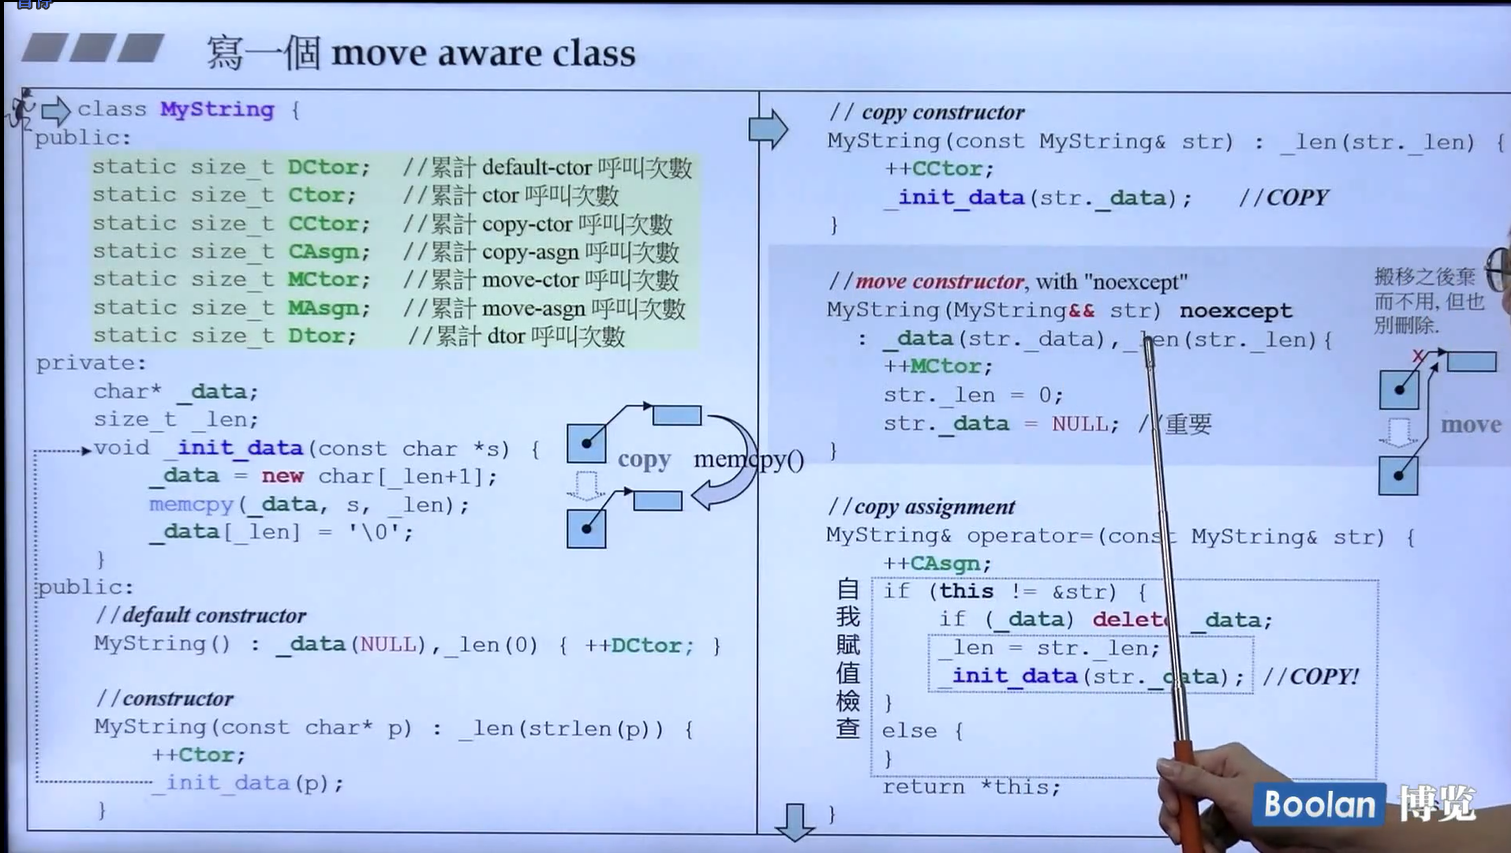 暂停
寫一個 move aware class
class MyString {
public:
static size_t DCtor; //累計 default-ctor 呼叫次數
static size_t Ctor; //累計 ctor 呼叫次數
static size_t CCtor; //累計 copy-ctor 呼叫次數
static size_t CAsgn; //累計 copy-asgn 呼叫次數
static size_t MCtor; //累計 move-ctor 呼叫次數
static size_t MAsgn; //累計 move-asgn 呼叫次數
static size_t Dtor; //累計 dtor 呼叫次數
private:
char* _data;
size_t _len;
void _init_data(const char *s) {
_data = new char[_len+1];
memcpy(_data, s, _len);
_data[_len] = '\0';
}
copy memcpy()
public:
//default constructor
MyString() : _data(NULL),_len(0) { ++DCtor; }
//constructor
MyString(const char* p) : _len(strlen(p)) {
++Ctor;
_init_data(p);
}
// copy constructor
MyString(const MyString& str) : _len(str._len) {
++CCtor;
_init_data(str._data); //COPY
}
//move constructor, with "noexcept"
MyString(MyString&& str) noexcept
: _data(str._data),_len(str._len){
++MCtor;
str._len = 0;
str._data = NULL; //重要
}
搬移之後棄
而不用, 但也
別刪除.
x
move
//copy assignment
MyString& operator=(const MyString& str) {
++CAsgn;
自我賦值檢查
if (this != &str) {
if (_data) delete _data;
_len = str._len;
_init_data(str._data); //COPY!
}
else {
}
return *this;
}
Boolan 博览